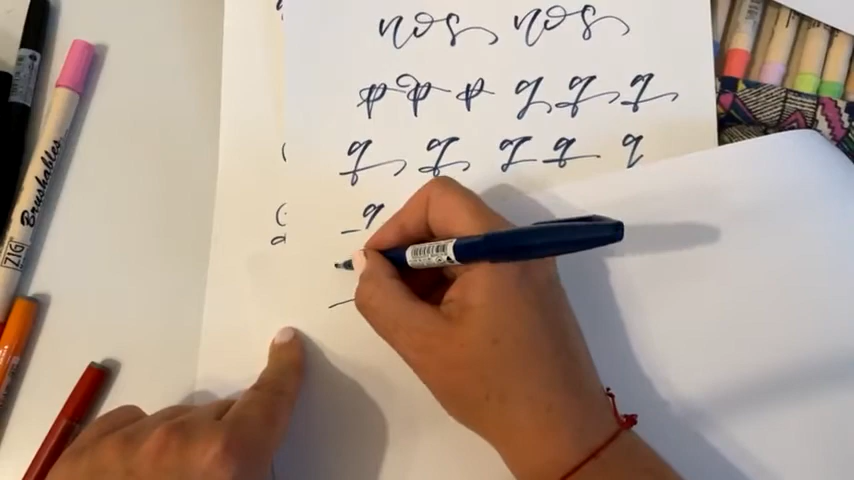 nos nos
p p p q q q
q q q q q
q
ZIG Brushables